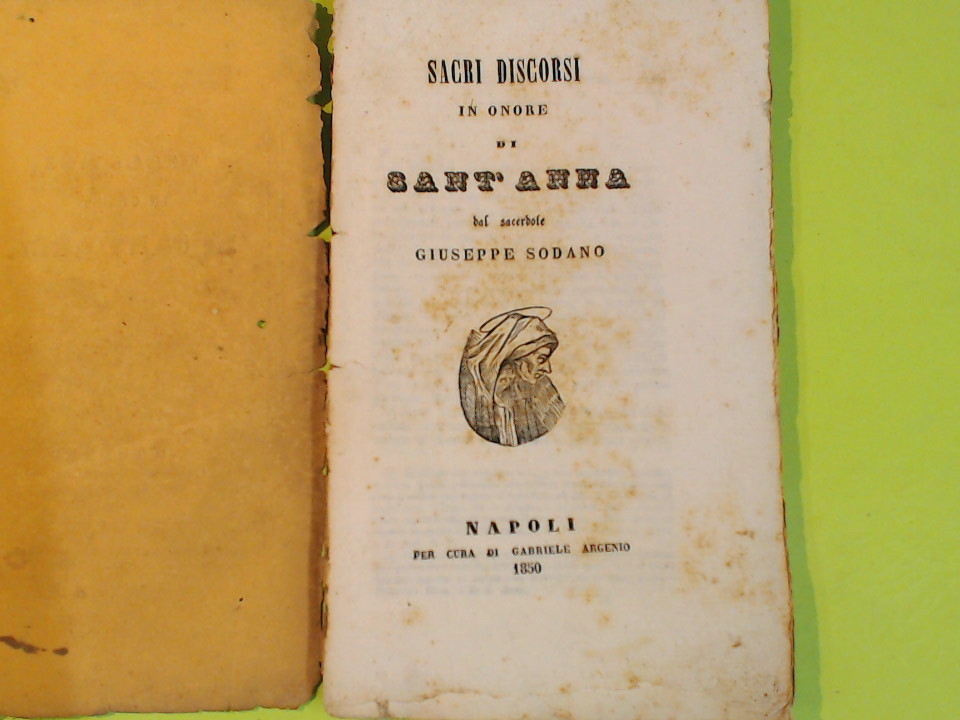 SACRI DISCORSI
IN ONORE
DI
SANT' ANNA
dal sacerdote
GIUSEPPE SODANO
NAPOLI
PER CURA DI GABRIELE ARGENIO
1850